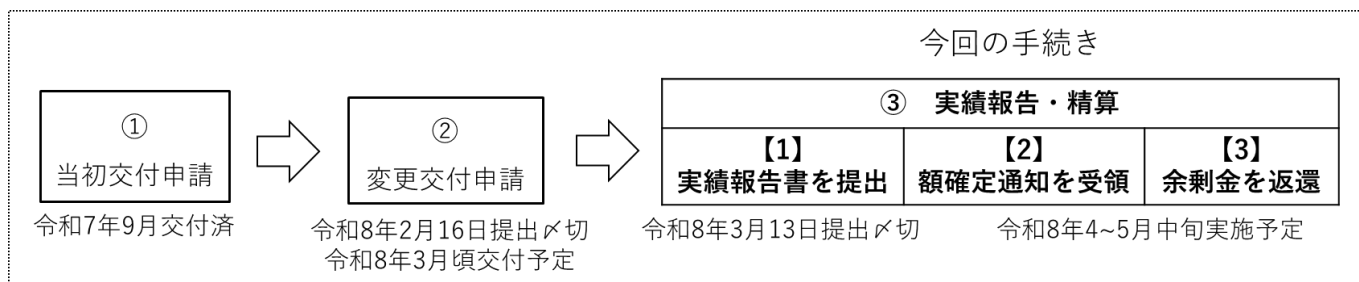 今回の手続き
①
当初交付申請
令和7年9月交付済
②
変更交付申請
令和8年2月16日提出〆切
令和8年3月頃交付予定
③ 実績報告・精算
【1】
実績報告書を提出
【2】
額確定通知を受領
【3】
余剰金を返還
令和8年3月13日提出〆切
令和8年4~5月中旬実施予定